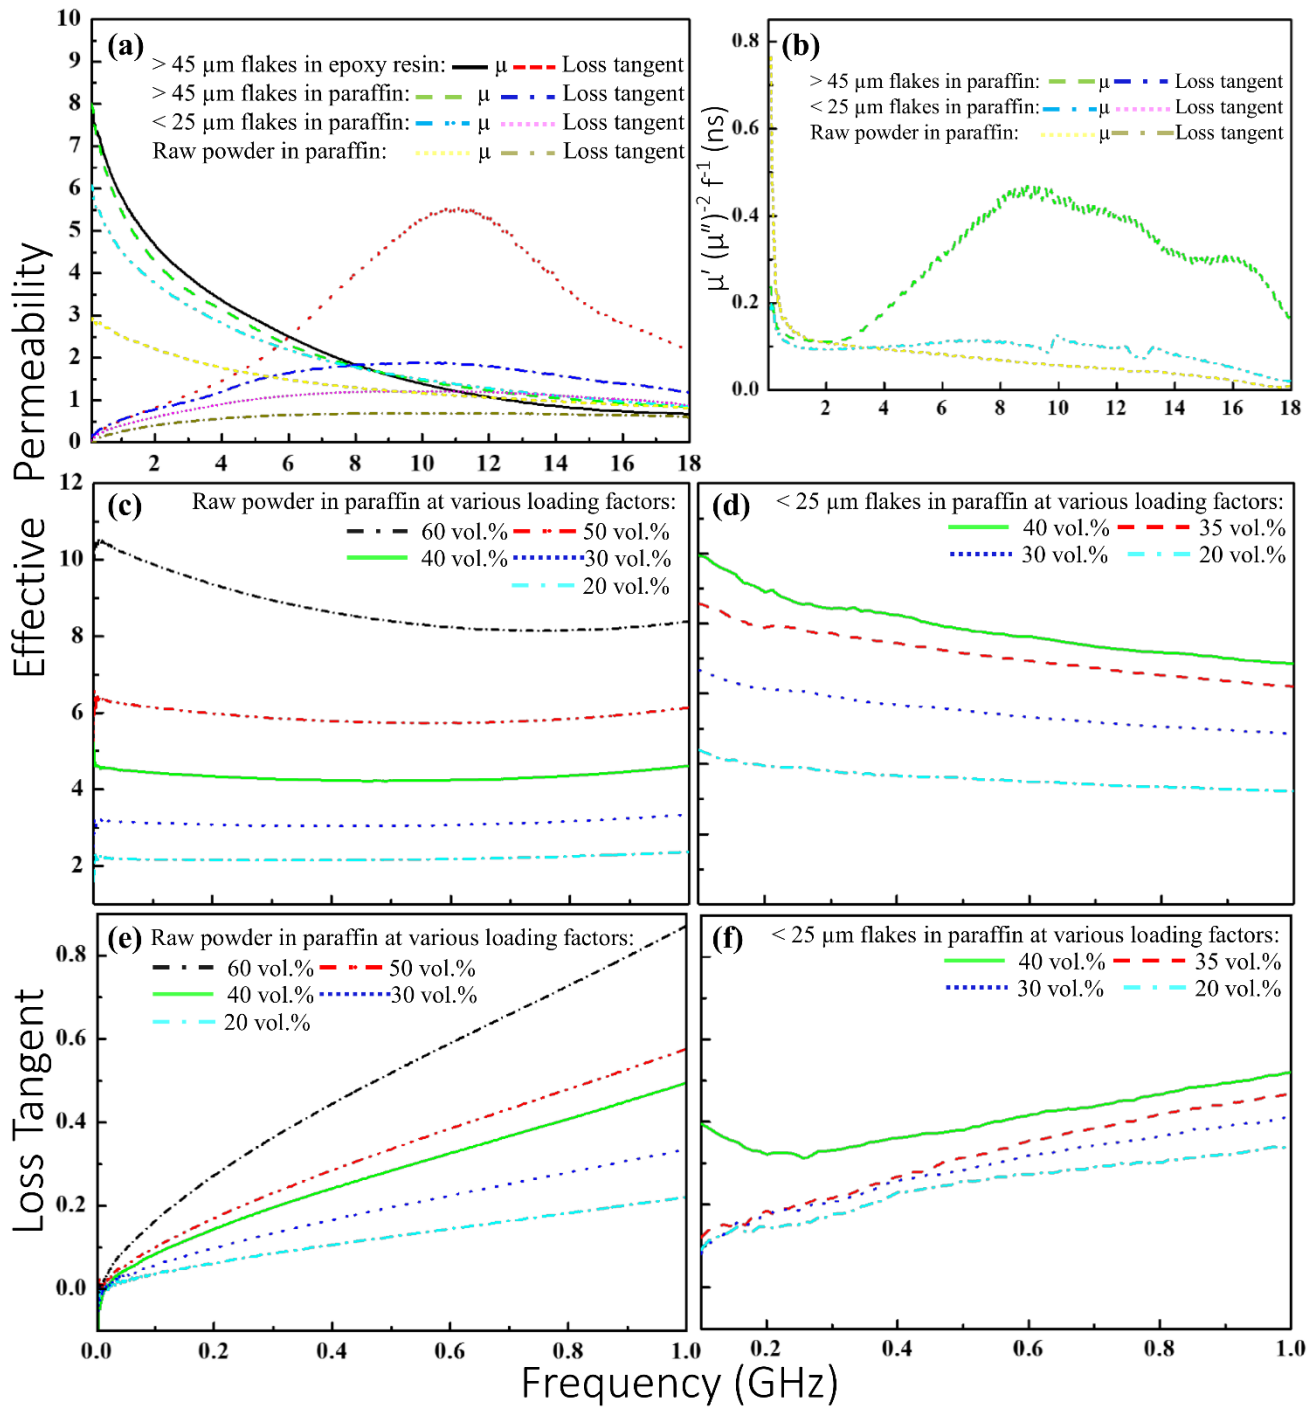 (a)
> 45 µm flakes in epoxy resin: µ Loss tangent
> 45 µm flakes in paraffin: µ Loss tangent
< 25 µm flakes in paraffin: µ Loss tangent
Raw powder in paraffin: µ Loss tangent
10
9
8
7
6
5
4
3
2
1
0
2 4 6 8 10 12 14 16 18
(b)
> 45 µm flakes in paraffin: µ Loss tangent
< 25 µm flakes in paraffin: µ Loss tangent
Raw powder in paraffin: µ Loss tangent
µ′ (µ″)⁻² f⁻¹ (ns)
0.8
0.6
0.4
0.2
0.0
2 4 6 8 10 12 14 16 18
Effective Permeability
(c) Raw powder in paraffin at various loading factors:
60 vol.% 50 vol.%
40 vol.% 30 vol.%
20 vol.%
12
10
8
6
4
2
(d) < 25 µm flakes in paraffin at various loading factors:
40 vol.% 35 vol.%
30 vol.% 20 vol.%
Loss Tangent
(e) Raw powder in paraffin at various loading factors:
60 vol.% 50 vol.%
40 vol.% 30 vol.%
20 vol.%
0.8
0.6
0.4
0.2
0.0
0.0 0.2 0.4 0.6 0.8 1.0
(f) < 25 µm flakes in paraffin at various loading factors:
40 vol.% 35 vol.%
30 vol.% 20 vol.%
0.2 0.4 0.6 0.8 1.0
Frequency (GHz)